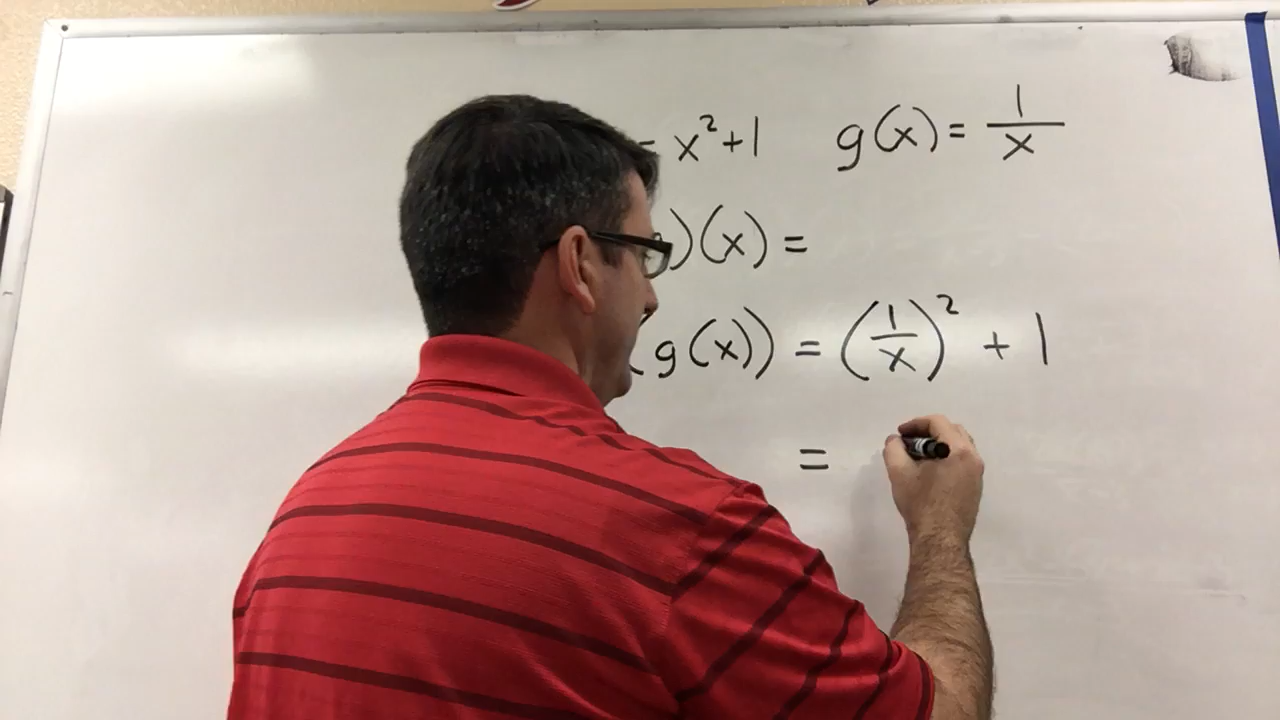 = x²+1 g(x) = 1/x
)(x) =
(g(x)) = (1/x)² + 1
=